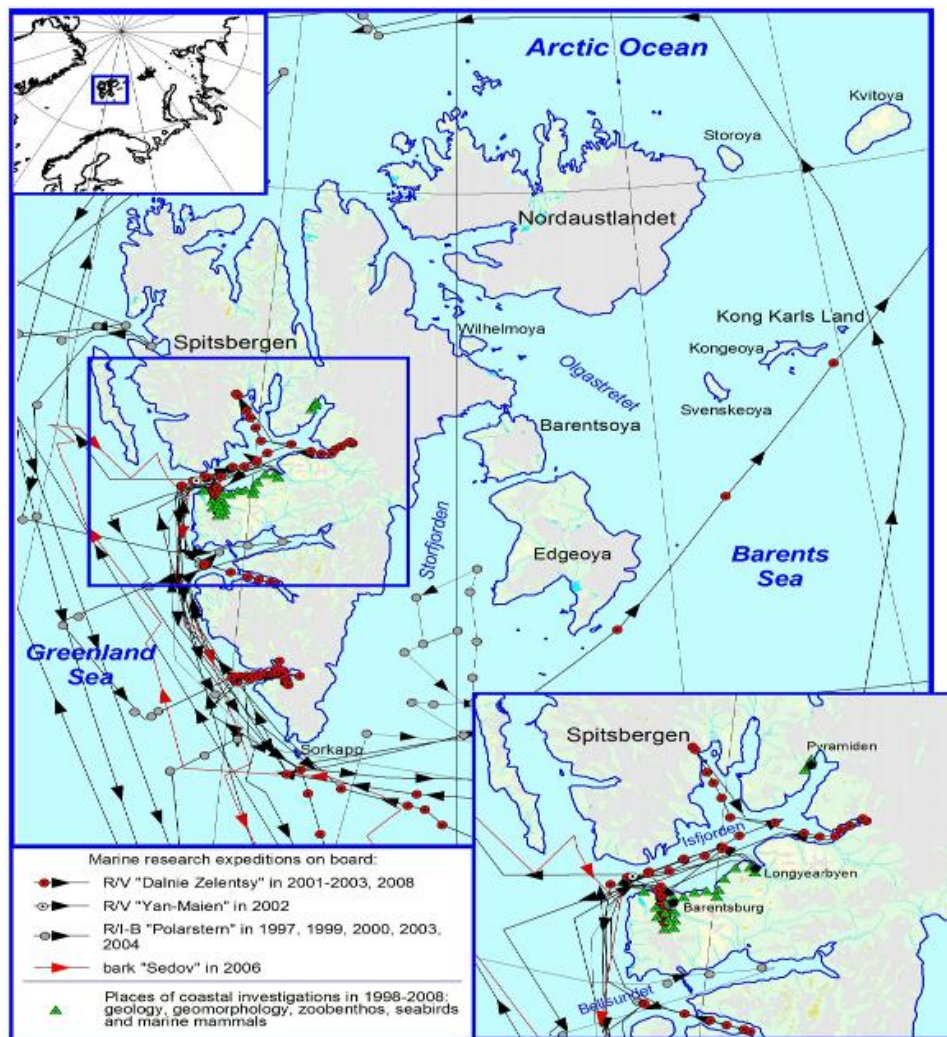 Arctic Ocean
Kvitoya
Storoya
Nordaustlandet
Kong Karls Land
Wilhelmoya
Spitsbergen
Kongeoya
Olgastretet
Svenskeoya
Barentsoya
Storfjorden
Edgeoya
Barents
Sea
Greenland
Sea
Sorkapp
Spitsbergen
Pyramiden
Isfjorden
Longyearbyen
Barentsburg
Bellsundet
Marine research expeditions on board:
R/V "Dalnie Zelentsy" in 2001-2003, 2008
R/V "Yan-Maien" in 2002
R/I-B "Polarstern" in 1997, 1999, 2000, 2003,
2004
bark "Sedov" in 2006
Places of coastal investigations in 1998-2008:
geology, geomorphology, zoobenthos, seabirds
and marine mammals